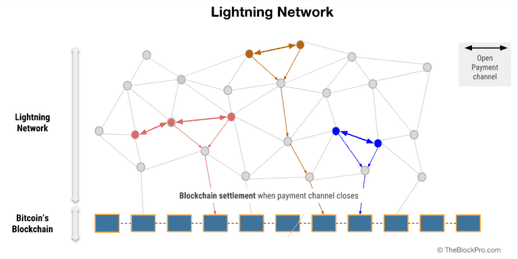 Lightning Network
Open
Payment
channel
Lightning
Network
Blockchain settlement when payment channel closes
Bitcoin's
Blockchain
© TheBlockPro.com